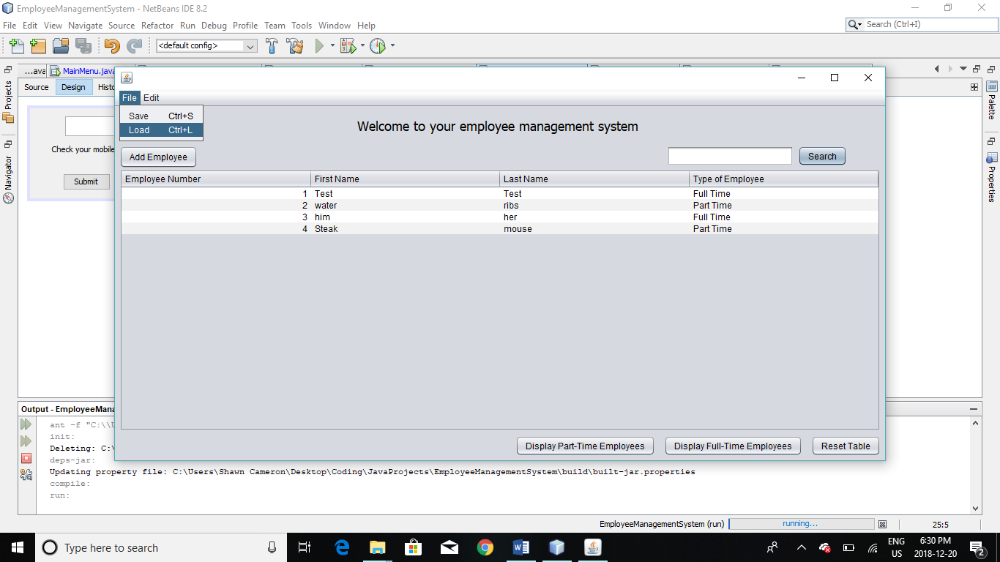 EmployeeManagementSystem - NetBeans IDE 8.2
File Edit View Navigate Source Refactor Run Debug Profile Team Tools Window Help
Search (Ctrl+I)
<default config>
...ava MainMenu.java
Source Design Histo
Projects
Navigator
Palette
Properties
Check your mobile
Submit
File Edit
Save Ctrl+S
Load Ctrl+L
Welcome to your employee management system
Add Employee
Search
Employee Number First Name Last Name Type of Employee
1 Test Test Full Time
2 water ribs Part Time
3 him her Full Time
4 Steak mouse Part Time
Display Part-Time Employees Display Full-Time Employees Reset Table
Output - EmployeeMana
ant -f "C:\\U
init:
Deleting: C:\
deps-jar:
Updating property file: C:\Users\Shawn Cameron\Desktop\Coding\JavaProjects\EmployeeManagementSystem\build\built-jar.properties
compile:
run:
EmployeeManagementSystem (run) running... 25:5
Type here to search
ENG
US
6:30 PM
2018-12-20
2